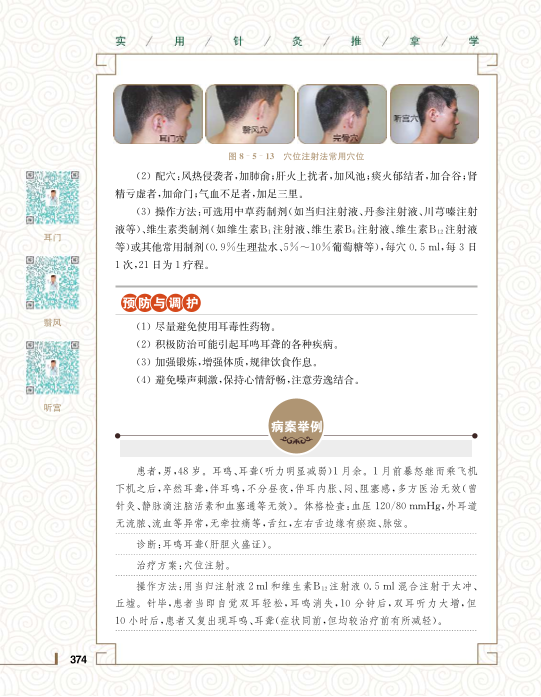 实 / 用 / 针 / 灸 / 推 / 拿 / 学
耳门穴
翳风穴
完骨穴
听宫穴
图 8-5-13 穴位注射法常用穴位
(2) 配穴:风热侵袭者,加肺俞;肝火上扰者,加风池;痰火郁结者,加合谷;肾
精亏虚者,加命门;气血不足者,加足三里。
(3) 操作方法:可选用中草药制剂(如当归注射液、丹参注射液、川芎嗪注射
液等)、维生素类制剂(如维生素B₁注射液、维生素B₆注射液、维生素B₁₂注射液
等)或其他常用制剂(0.9%生理盐水、5%～10%葡萄糖等),每穴 0.5 ml,每 3 日
1 次,21 日为 1 疗程。
耳门
翳风
听宫
预防与调护
(1) 尽量避免使用耳毒性药物。
(2) 积极防治可能引起耳鸣耳聋的各种疾病。
(3) 加强锻炼,增强体质,规律饮食作息。
(4) 避免噪声刺激,保持心情舒畅,注意劳逸结合。
病案举例
患者,男,48 岁。耳鸣、耳聋(听力明显减弱)1 月余。1 月前暴怒继而乘飞机
下机之后,卒然耳聋,伴耳鸣,不分昼夜,伴耳内胀、闷、阻塞感,多方医治无效(曾
针灸、静脉滴注脑活素和血塞通等无效)。体格检查:血压 120/80 mmHg,外耳道
无流脓、流血等异常,无牵拉痛等,舌红,左右舌边缘有瘀斑、脉弦。
诊断:耳鸣耳聋(肝胆火盛证)。
治疗方案:穴位注射。
操作方法:用当归注射液 2 ml 和维生素B₁₂注射液 0.5 ml 混合注射于太冲、
丘墟。针毕,患者当即自觉双耳轻松,耳鸣消失,10 分钟后,双耳听力大增,但
10 小时后,患者又复出现耳鸣、耳聋(症状同前,但均较治疗前有所减轻)。
374